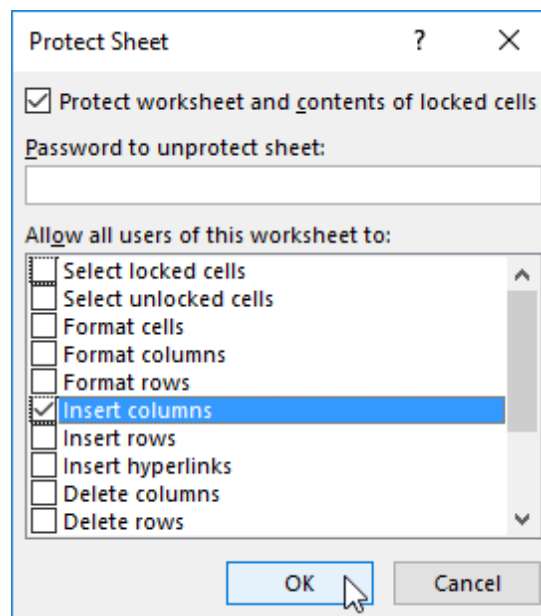 Protect Sheet
Protect worksheet and contents of locked cells
Password to unprotect sheet:
Allow all users of this worksheet to:
Select locked cells
Select unlocked cells
Format cells
Format columns
Format rows
Insert columns
Insert rows
Insert hyperlinks
Delete columns
Delete rows
OK Cancel